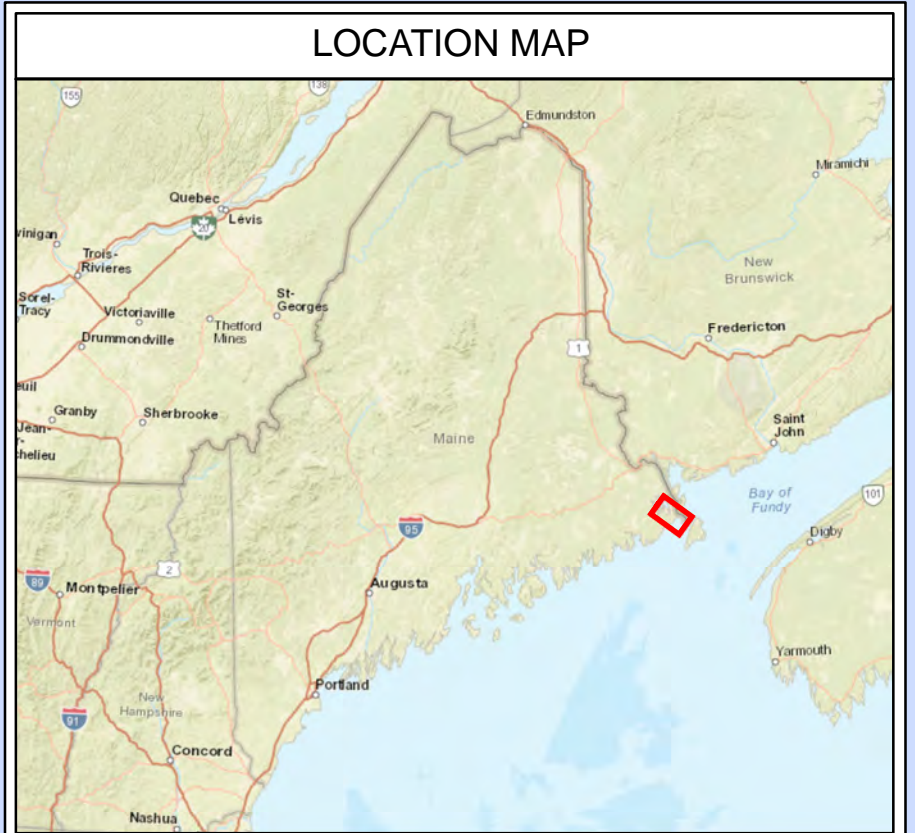 LOCATION MAP
155
138
Edmundston
Miramichi
Quebec
Lévis
20
vinigan
Trois-
Rivieres
New
Brunswick
Sorel-
Tracy
St-
Georges
Victoriaville
Thetford
Mines
Fredericton
Drummondville
1
euil
Granby
Sherbrooke
Saint
John
Jean-
r-
chelieu
Maine
Bay of
Fundy
101
95
Digby
2
89
Montpelier
Augusta
Vermont
Yarmouth
Portland
New
Hampshire
91
Concord
Nashua